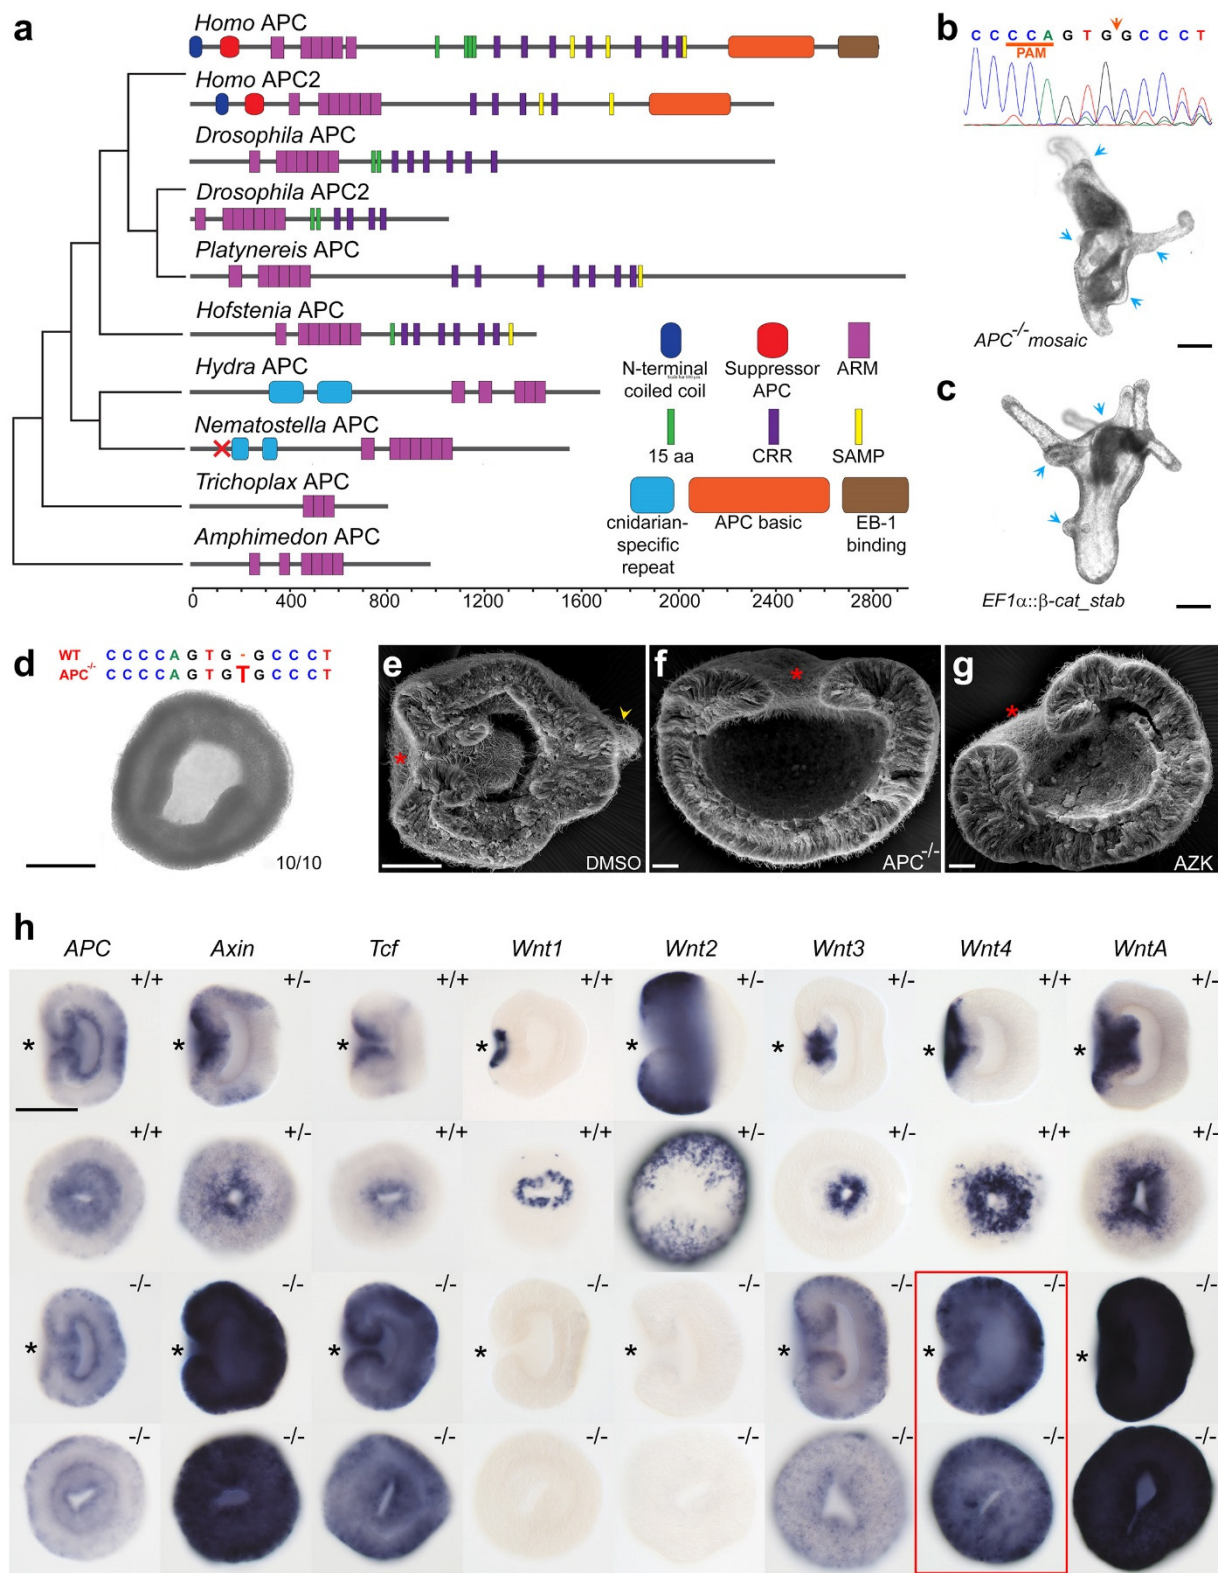 a
Homo APC
Homo APC2
Drosophila APC
Drosophila APC2
Platynereis APC
Hofstenia APC
Hydra APC
Nematostella APC
Trichoplax APC
Amphimedon APC
N-terminal
coiled coil
Suppressor
APC
ARM
15 aa
CRR
SAMP
cnidarian-
specific
repeat
APC basic
EB-1
binding
0 400 800 1200 1600 2000 2400 2800
b
C C C C A G T G G C C C T
PAM
APC-/- mosaic
c
EF1α::β-cat_stab
d
WT C C C C A G T G - G C C C T
APC-/- C C C C A G T G T G C C C T
10/10
e
*
DMSO
f
*
APC-/-
g
*
AZK
h
APC Axin Tcf Wnt1 Wnt2 Wnt3 Wnt4 WntA
+/+ +/- +/+ +/+ +/- +/- +/+ +/-
* * * * * * * *
+/+ +/- +/+ +/+ +/- +/- +/+ +/-
-/- -/- -/- -/- -/- -/- -/- -/-
* * * * * * * *
-/- -/- -/- -/- -/- -/- -/- -/-